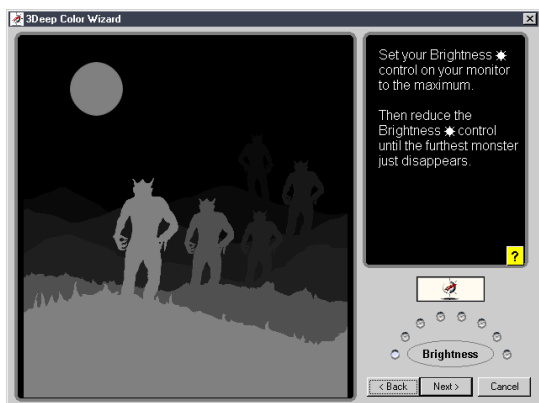 3Deep Color Wizard
Set your Brightness
control on your monitor
to the maximum.
Then reduce the
Brightness control
until the furthest monster
just disappears.
?
Brightness
< Back
Next >
Cancel